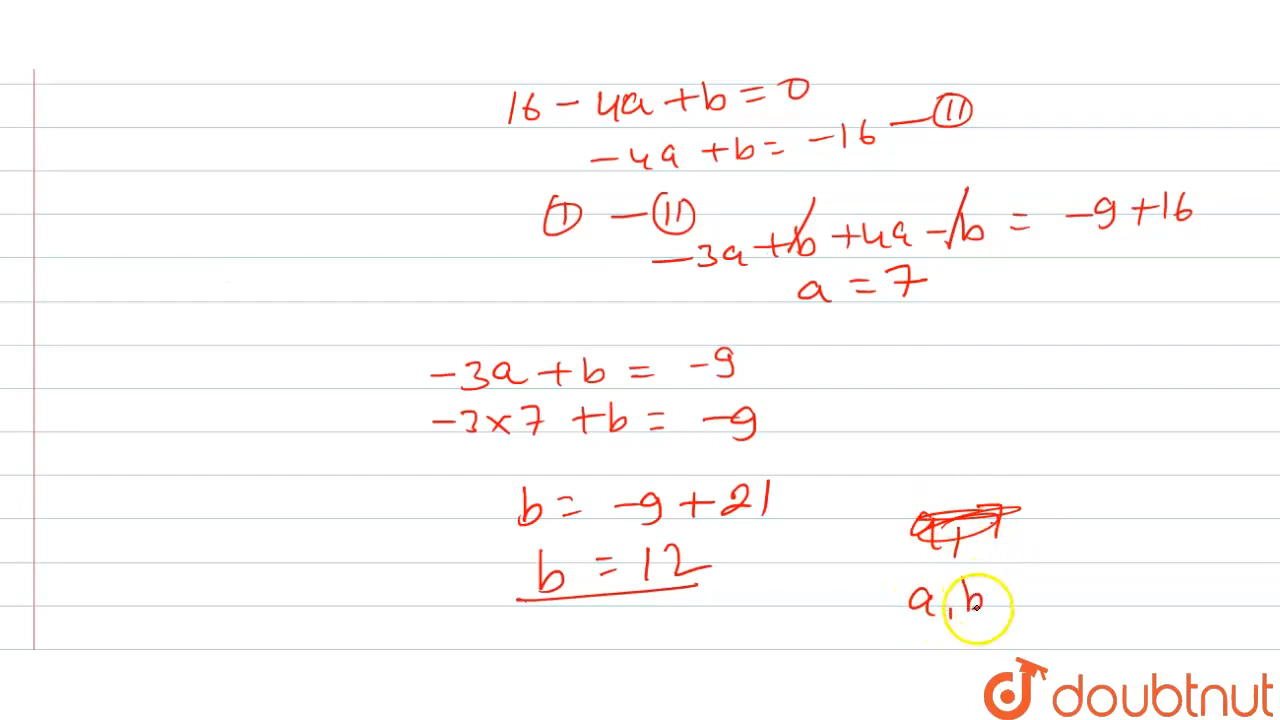 16 - 4a + b = 0
-4a + b = -16 — (II)
(I) — (II)
-3a + b + 4a - b = -9 + 16
a = 7
-3a + b = -9
-3 × 7 + b = -9
b = -9 + 21
b = 12
a, b
doubtnut